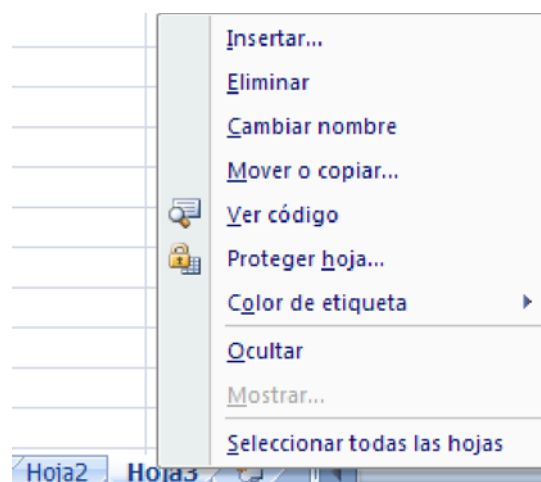 Insertar...
Eliminar
Cambiar nombre
Mover o copiar...
Ver código
Proteger hoja...
Color de etiqueta
Ocultar
Mostrar...
Seleccionar todas las hojas
Hoja2 Hoja3